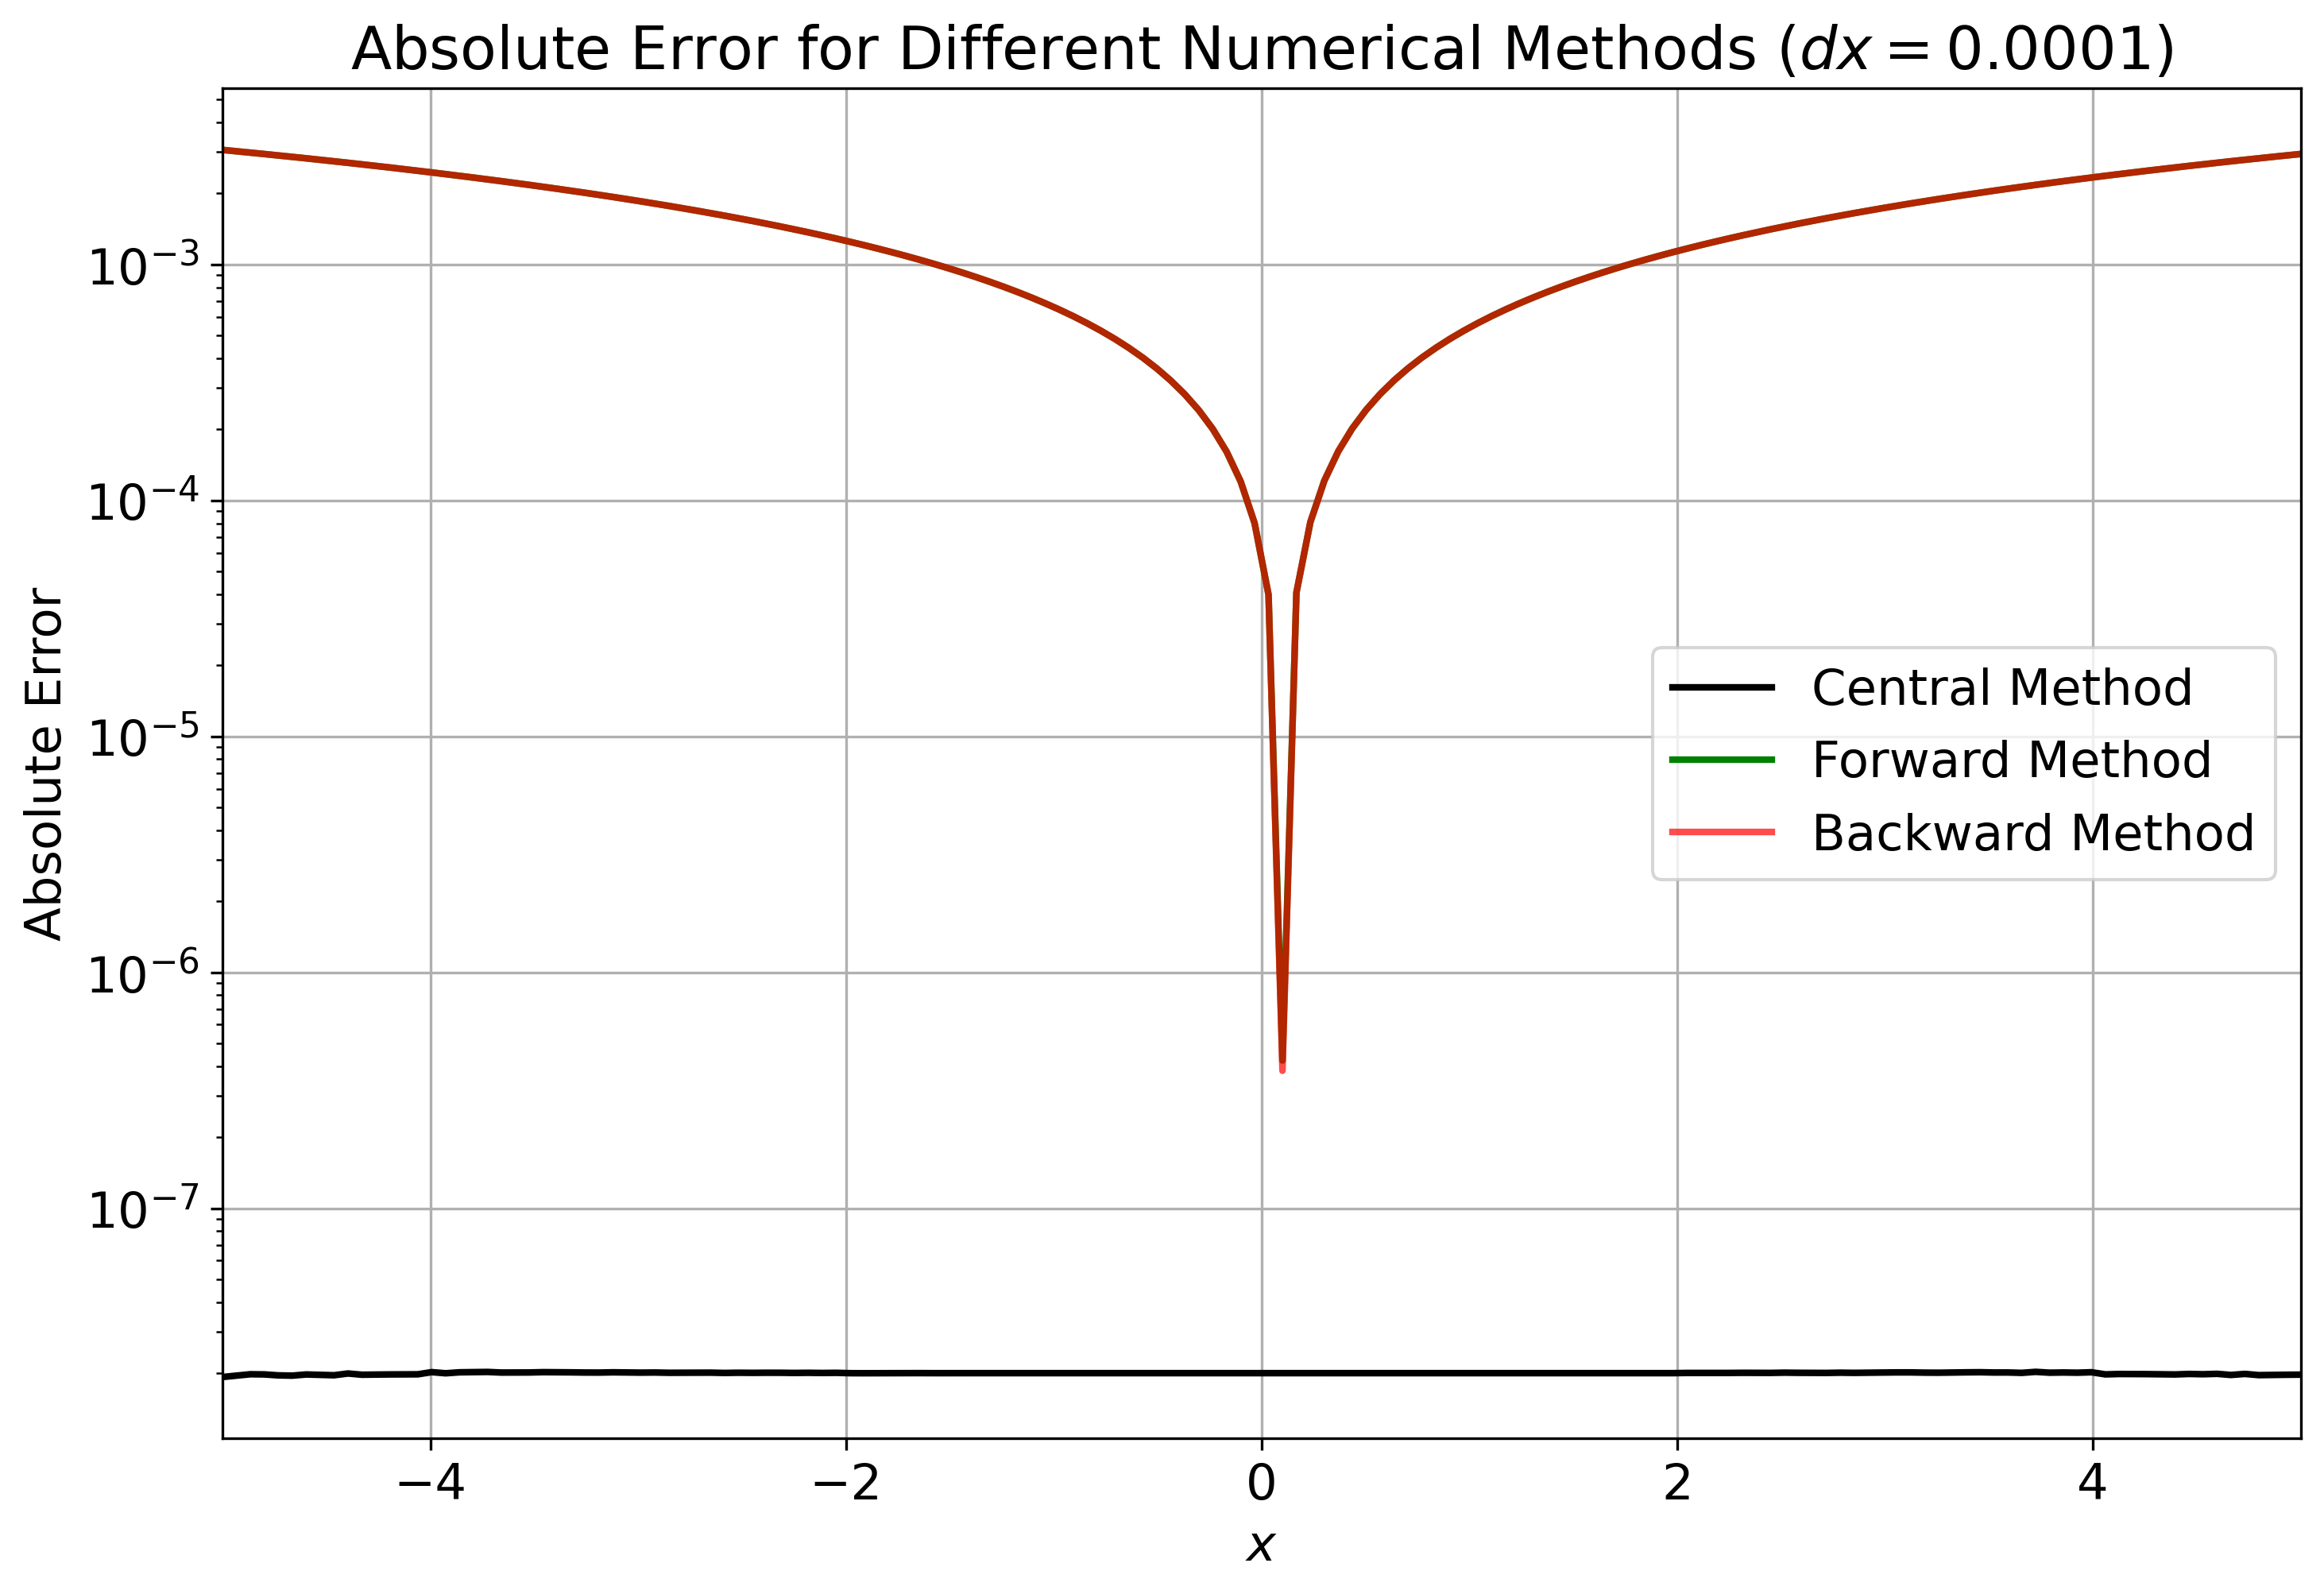 Absolute Error for Different Numerical Methods (dx = 0.0001)
Absolute Error
10⁻³
10⁻⁴
10⁻⁵
10⁻⁶
10⁻⁷
Central Method
Forward Method
Backward Method
−4 −2 0 2 4
x